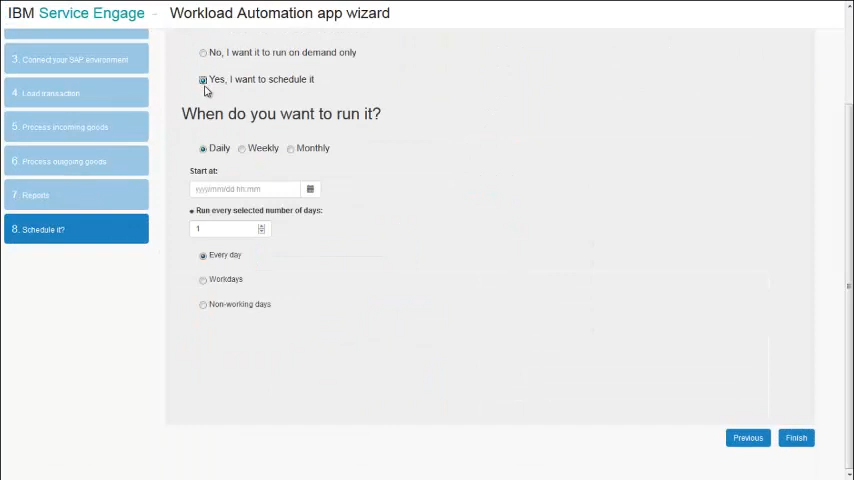 IBM Service Engage
Workload Automation app wizard
3. Connect your SAP environment
4 Load transaction
5. Process incoming goods
6. Process outgoing goods
7 Reports
8. Schedule it?
No, I want it to run on demand only
Yes, I want to schedule it
When do you want to run it?
Daily Weekly Monthly
Start at:
yyyy/mm/dd hh:mm
Run every selected number of days:
1
Every day
Workdays
Non-working days
Previous Finish